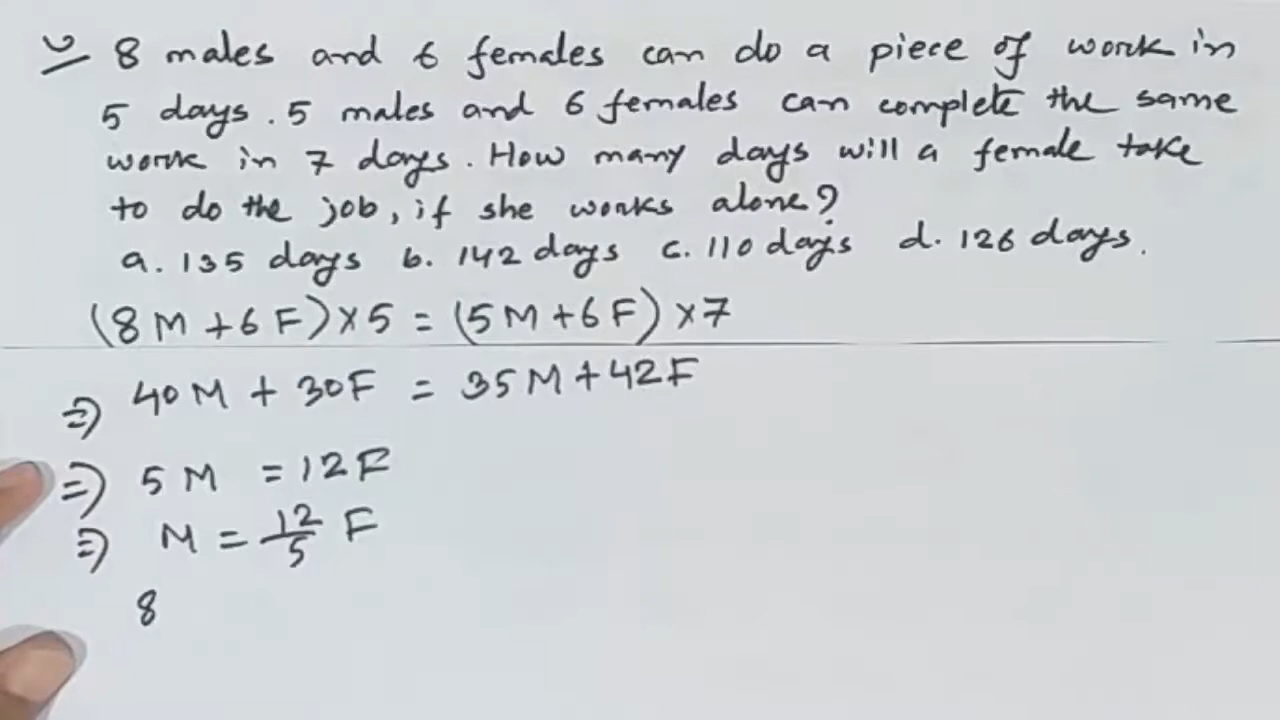 8 males and 6 females can do a piece of work in
5 days. 5 males and 6 females can complete the same
work in 7 days. How many days will a female take
to do the job, if she works alone?
a. 135 days b. 142 days c. 110 days d. 126 days.
(8M+6F)×5 = (5M+6F)×7
⇒ 40M + 30F = 35M+42F
⇒ 5M = 12F
⇒ M = 12/5 F
8